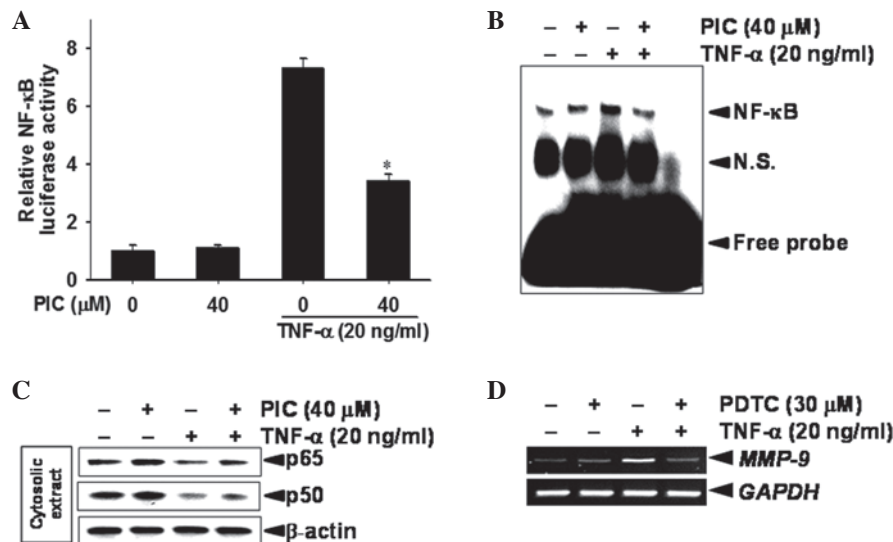 A
Relative NF-κB
luciferase activity
8
6
4
2
0
*
PIC (μM) 0 40 0 40
TNF-α (20 ng/ml)
B
– + – + PIC (40 μM)
– – + + TNF-α (20 ng/ml)
NF-κB
N.S.
Free probe
C
– + – + PIC (40 μM)
– – + + TNF-α (20 ng/ml)
Cytosolic
extract
p65
p50
β-actin
D
– + – + PDTC (30 μM)
– – + + TNF-α (20 ng/ml)
MMP-9
GAPDH